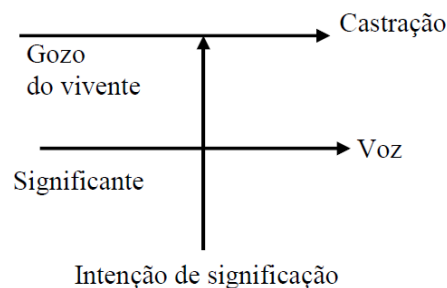 Castração
Gozo
do vivente
Voz
Significante
Intenção de significação